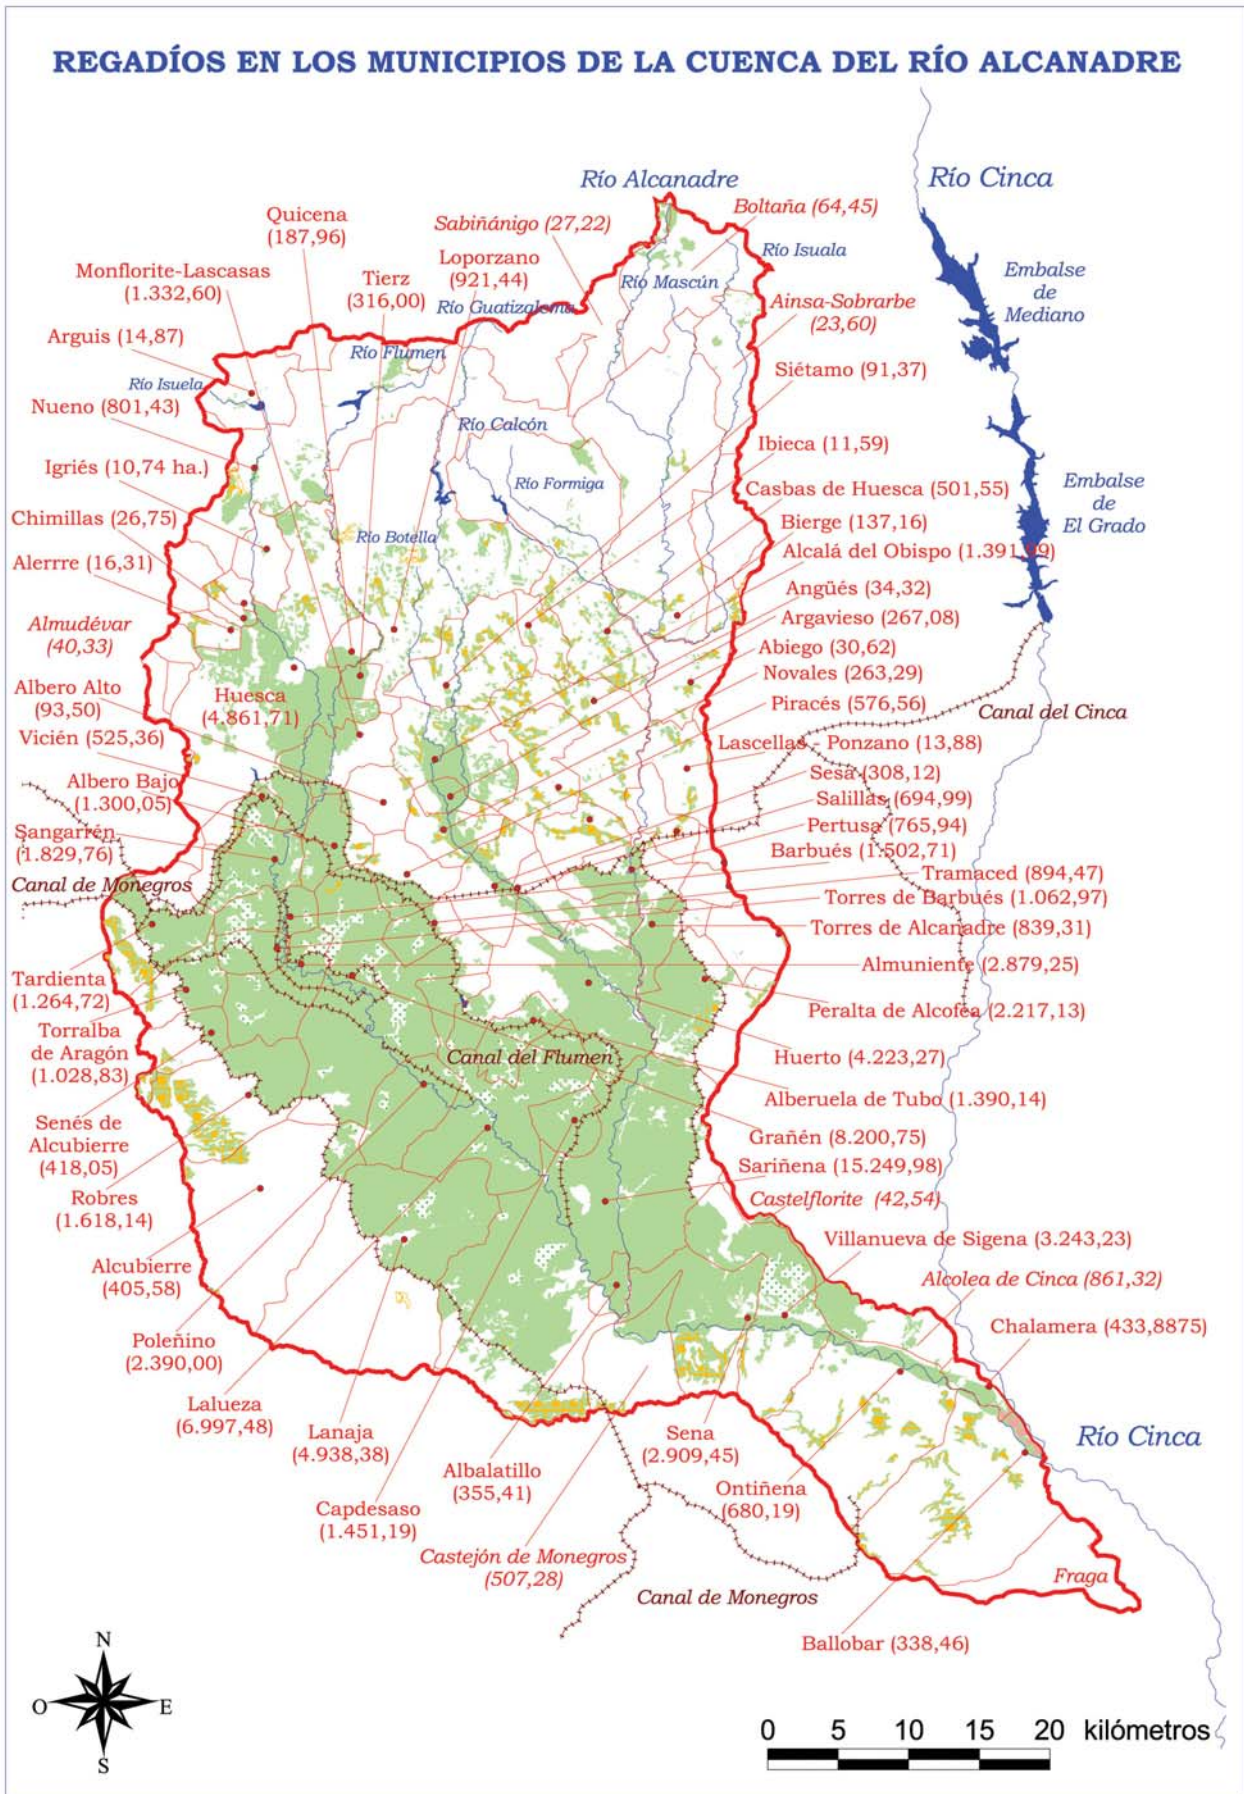 REGADÍOS EN LOS MUNICIPIOS DE LA CUENCA DEL RÍO ALCANADRE
Río Alcanadre
Río Cinca
Quicena
(187,96)
Sabiñánigo (27,22)
Boltaña (64,45)
Río Isuala
Monflorite-Lascasas
(1.332,60)
Tierz
(316,00)
Loporzano
(921,44)
Río Mascún
Río Guatizalema
Embalse
de
Mediano
Ainsa-Sobrarbe
(23,60)
Arguis (14,87)
Río Flumen
Río Isuela
Siétamo (91,37)
Nueno (801,43)
Río Calcón
Ibieca (11,59)
Igriés (10,74 ha.)
Río Formiga
Casbas de Huesca (501,55)
Embalse
de
El Grado
Chimillas (26,75)
Río Botella
Bierge (137,16)
Alcalá del Obispo (1.391,99)
Alerrre (16,31)
Angüés (34,32)
Argavieso (267,08)
Almudévar
(40,33)
Abiego (30,62)
Novales (263,29)
Albero Alto
(93,50)
Huesca
(4.861,71)
Piracés (576,56)
Canal del Cinca
Vicién (525,36)
Lascellas - Ponzano (13,88)
Albero Bajo
(1.300,05)
Sesa (308,12)
Salillas (694,99)
Sangarrén
(1.829,76)
Pertusa (765,94)
Barbués (1.502,71)
Canal de Monegros
Tramaced (894,47)
Torres de Barbués (1.062,97)
Torres de Alcanadre (839,31)
Tardienta
(1.264,72)
Almuniente (2.879,25)
Peralta de Alcofea (2.217,13)
Torralba
de Aragón
(1.028,83)
Canal del Flumen
Huerto (4.223,27)
Alberuela de Tubo (1.390,14)
Senés de
Alcubierre
(418,05)
Grañén (8.200,75)
Sariñena (15.249,98)
Robres
(1.618,14)
Castelflorite (42,54)
Villanueva de Sigena (3.243,23)
Alcubierre
(405,58)
Alcolea de Cinca (861,32)
Chalamera (433,8875)
Poleñino
(2.390,00)
Lalueza
(6.997,48)
Lanaja
(4.938,38)
Sena
(2.909,45)
Río Cinca
Albalatillo
(355,41)
Ontiñena
(680,19)
Capdesaso
(1.451,19)
Castejón de Monegros
(507,28)
Fraga
Canal de Monegros
Ballobar (338,46)
N
O
E
S
0 5 10 15 20 kilómetros